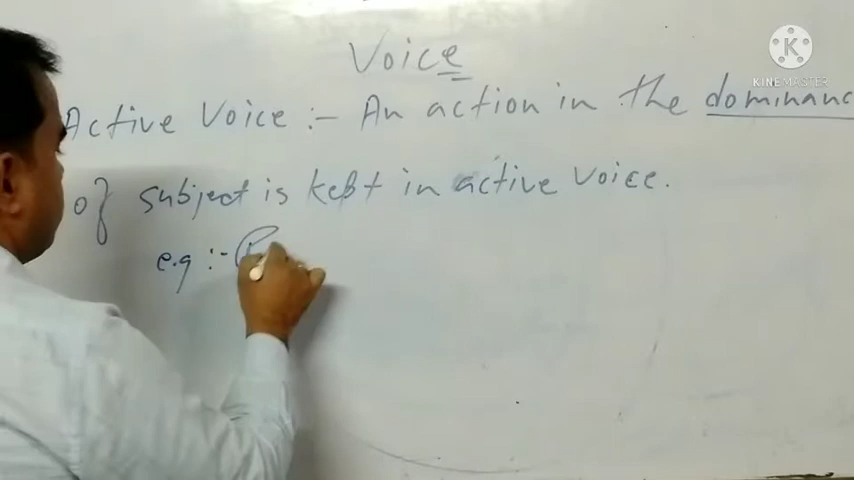 Voice
KINEMASTER
Active Voice :- An action in the dominanc
of subject is kept in active voice.
e.g :- (